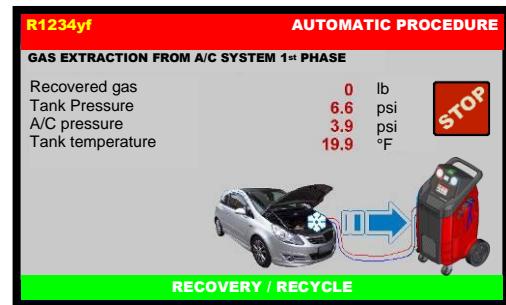 R1234yf AUTOMATIC PROCEDURE
GAS EXTRACTION FROM A/C SYSTEM 1st PHASE
Recovered gas 0 lb
Tank Pressure 6.6 psi
A/C pressure 3.9 psi
Tank temperature 19.9 °F
STOP
RECOVERY / RECYCLE